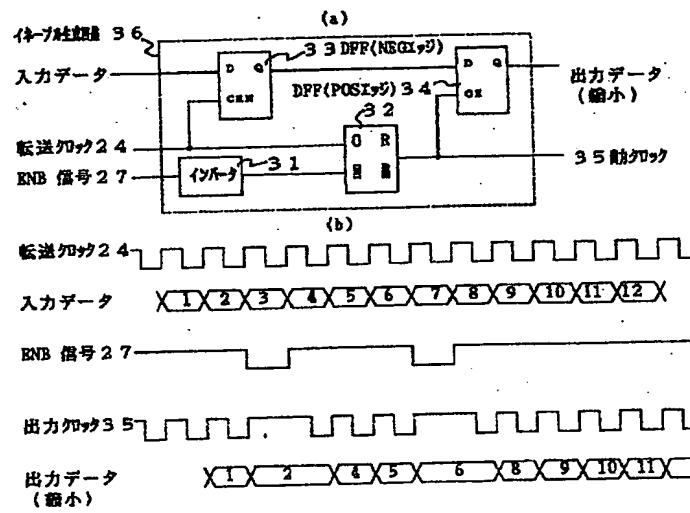 (a)
イネーブル生成回路 36
33 DFF(NEGエッジ)
D Q
D Q
入力データ
出力データ
(縮小)
DFF(POSエッジ) 34
CKN
CK
32
転送クロック24
O R
31
35出力クロック
ENB 信号27
インバータ
(b)
転送クロック24
入力データ
1 2 3 4 5 6 7 8 9 10 11 12
ENB 信号27
出力クロック35
出力データ
1 2 4 5 6 8 9 10 11
(縮小)